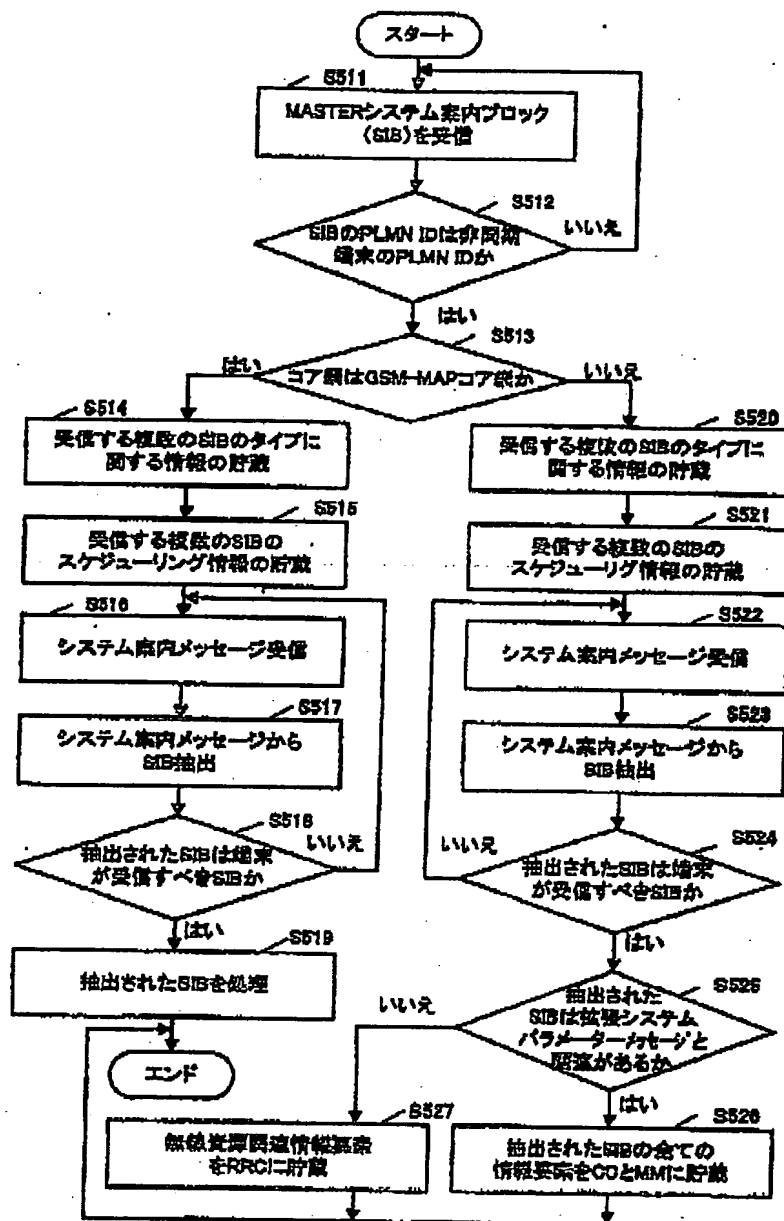 スタート
S511
MASTERシステム案内ブロック
(SIB)を受信
S512
SIBのPLMN IDは非同期
端末のPLMN IDか
いいえ
はい
S513
コア網はGSM-MAPコア網か
はい
いいえ
S514
受信する複数のSIBのタイプに
関する情報の貯蔵
S515
受信する複数のSIBの
スケジューリング情報の貯蔵
S516
システム案内メッセージ受信
S517
システム案内メッセージから
SIB抽出
S518
抽出されたSIBは端末
が受信すべきSIBか
いいえ
はい
S519
抽出されたSIBを処理
エンド
S520
受信する複数のSIBのタイプに
関する情報の貯蔵
S521
受信する複数のSIBの
スケジューリグ情報の貯蔵
S522
システム案内メッセージ受信
S523
システム案内メッセージから
SIB抽出
S524
抽出されたSIBは端末
が受信すべきSIBか
いいえ
はい
S525
抽出された
SIBは拡張システム
パラメーターメセージと
関連があるか
いいえ
はい
S527
無線資源関連情報要素
をRRCに貯蔵
S526
抽出されたSIBの全ての
情報要素をCCとMMに貯蔵